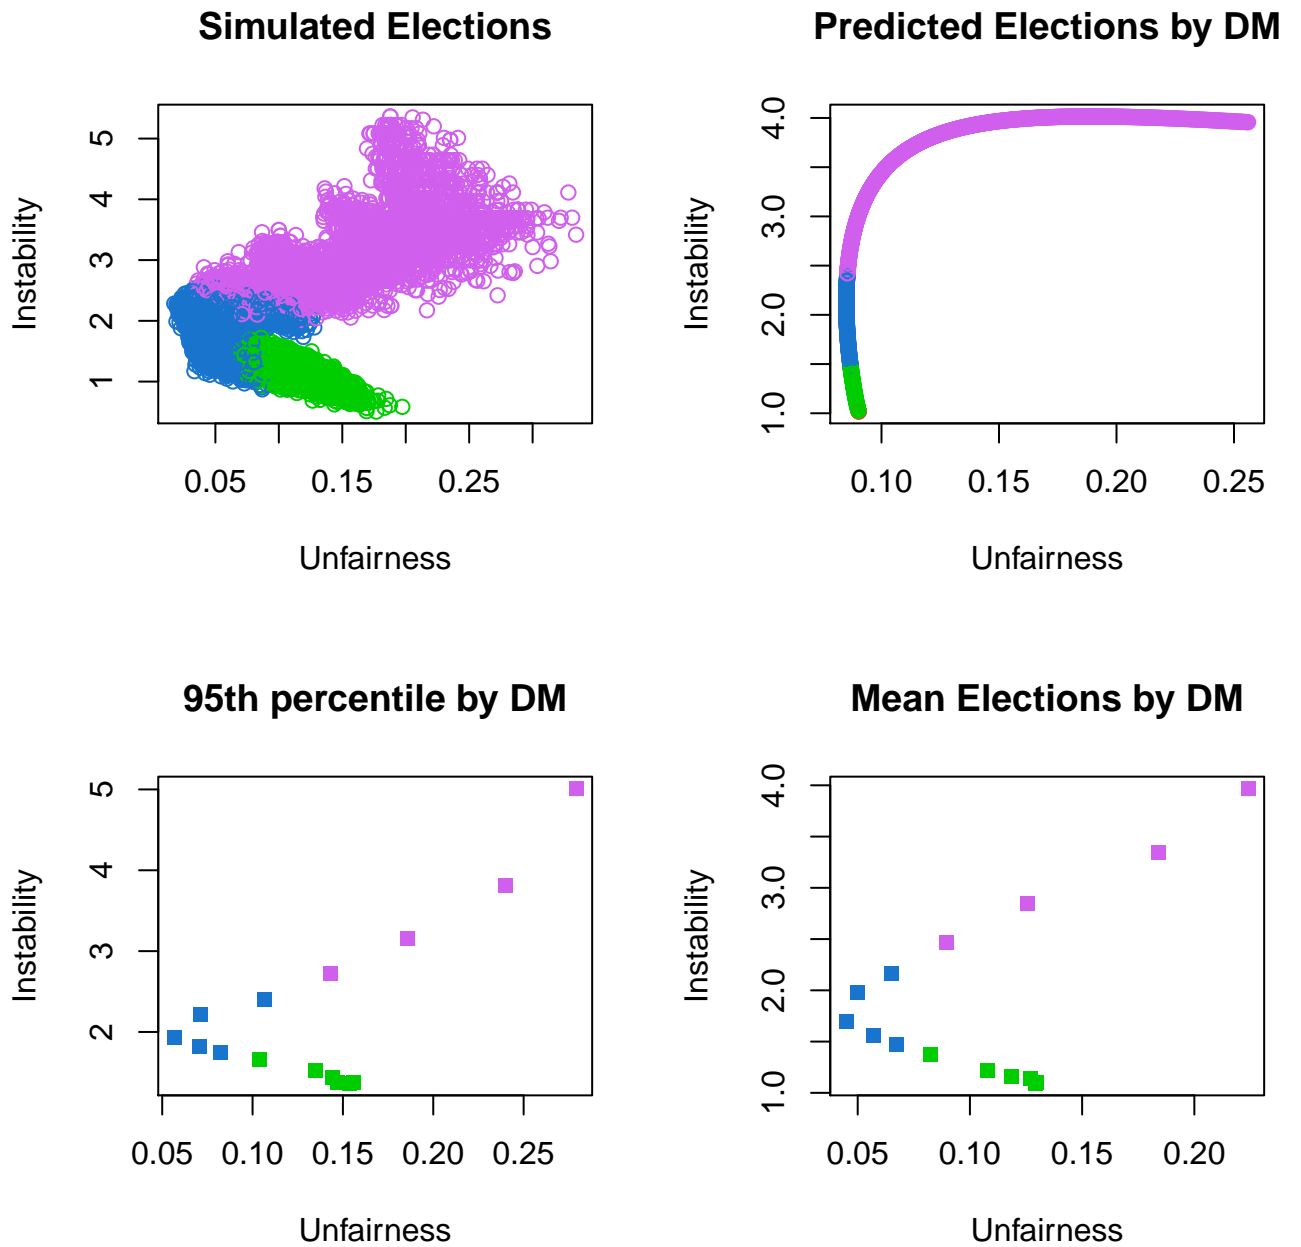 Simulated Elections
Instability
5
4
3
2
1
0.05 0.15 0.25
Unfairness
Predicted Elections by DM
Instability
4.0
3.0
2.0
1.0
0.10 0.15 0.20 0.25
Unfairness
95th percentile by DM
Instability
5
4
3
2
0.05 0.10 0.15 0.20 0.25
Unfairness
Mean Elections by DM
Instability
4.0
3.0
2.0
1.0
0.05 0.10 0.15 0.20
Unfairness